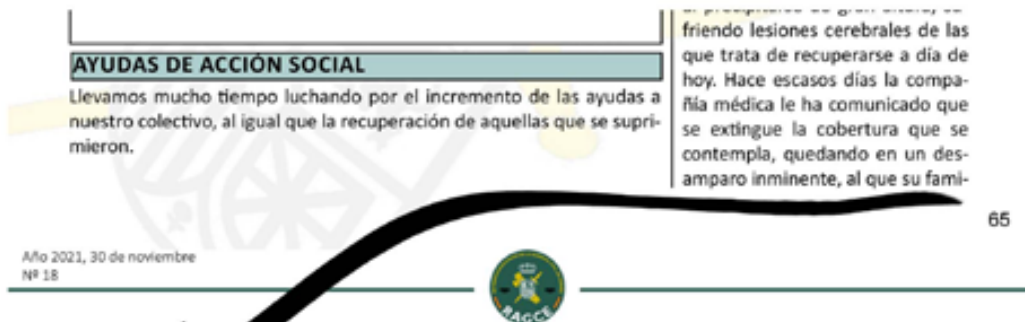 AYUDAS DE ACCIÓN SOCIAL
Llevamos mucho tiempo luchando por el incremento de las ayudas a
nuestro colectivo, al igual que la recuperación de aquellas que se supri-
mieron.
friendo lesiones cerebrales de las
que trata de recuperarse a día de
hoy. Hace escasos días la compa-
ñía médica le ha comunicado que
se extingue la cobertura que se
contempla, quedando en un des-
amparo inminente, al que su fami-
65
Año 2021, 30 de noviembre
Nº 18
RAGCE